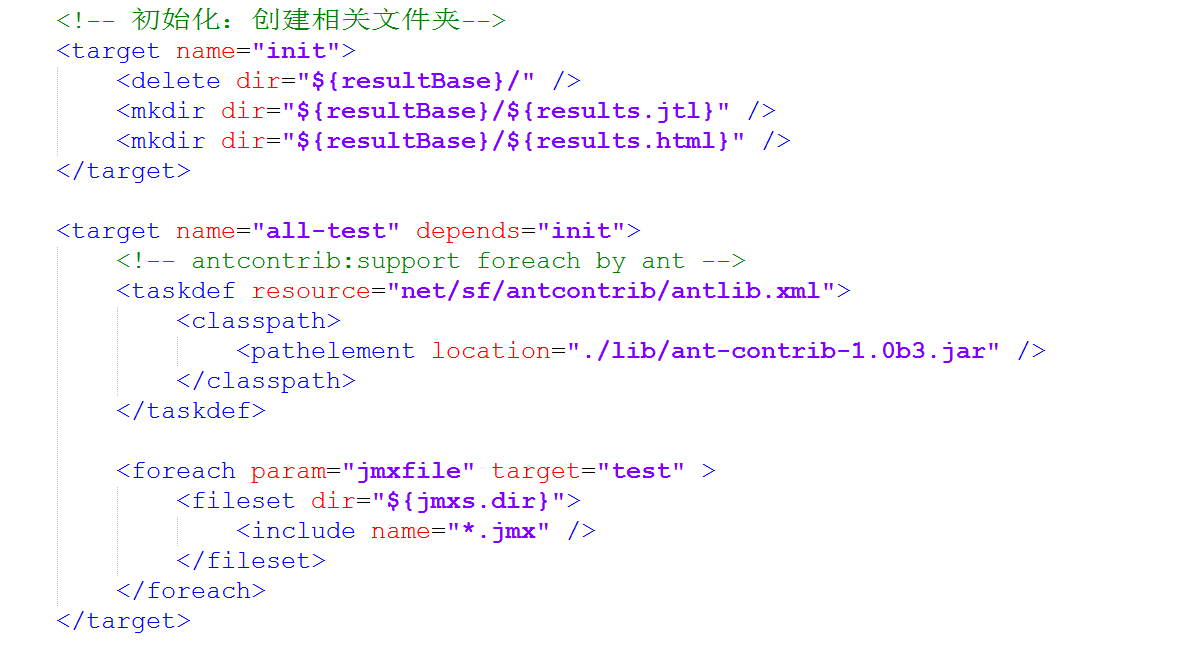 <!-- 初始化：创建相关文件夹-->
<target name="init">
<delete dir="${resultBase}/" />
<mkdir dir="${resultBase}/${results.jtl}" />
<mkdir dir="${resultBase}/${results.html}" />
</target>
<target name="all-test" depends="init">
<!-- antcontrib:support foreach by ant -->
<taskdef resource="net/sf/antcontrib/antlib.xml">
<classpath>
<pathelement location="./lib/ant-contrib-1.0b3.jar" />
</classpath>
</taskdef>
<foreach param="jmxfile" target="test" >
<fileset dir="${jmxs.dir}">
<include name="*.jmx" />
</fileset>
</foreach>
</target>